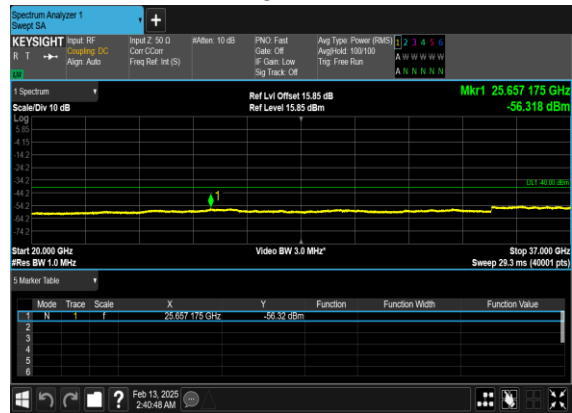 Spectrum Analyzer 1
Swept SA
+
KEYSIGHT Input: RF
R T Coupling: DC
Align: Auto
Input Z: 50 Ω
Corr CCorr
Freq Ref: Int (S)
#Atten: 10 dB
PNO: Fast
Gate: Off
IF Gain: Low
Sig Track: Off
Avg Type: Power (RMS)
Avg|Hold: 100/100
Trig: Free Run
1 2 3 4 5 6
A W W W W W
A N N N N N
1 Spectrum
Scale/Div 10 dB
Ref Lvl Offset 15.85 dB
Ref Level 15.85 dBm
Mkr1 25.657 175 GHz
-56.318 dBm
Log
5.85
-4.15
-14.2
-24.2
-34.2
-44.2
-54.2
-64.2
-74.2
1
DL1 -40.00 dBm
Start 20.000 GHz
#Res BW 1.0 MHz
Video BW 3.0 MHz*
Stop 37.000 GHz
Sweep 29.3 ms (40001 pts)
5 Marker Table
Mode Trace Scale X Y Function Function Width Function Value
1 N 1 f 25.657 175 GHz -56.32 dBm
2
3
4
5
6
?
Feb 13, 2025
2:40:48 AM